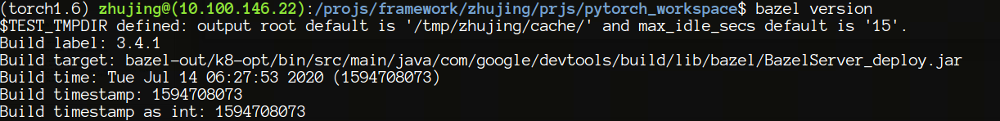 (torch1.6) zhujing@(10.100.146.22):/projs/framework/zhujing/prjs/pytorch_workspace$ bazel version
$TEST_TMPDIR defined: output root default is '/tmp/zhujing/cache/' and max_idle_secs default is '15'.
Build label: 3.4.1
Build target: bazel-out/k8-opt/bin/src/main/java/com/google/devtools/build/lib/bazel/BazelServer_deploy.jar
Build time: Tue Jul 14 06:27:53 2020 (1594708073)
Build timestamp: 1594708073
Build timestamp as int: 1594708073